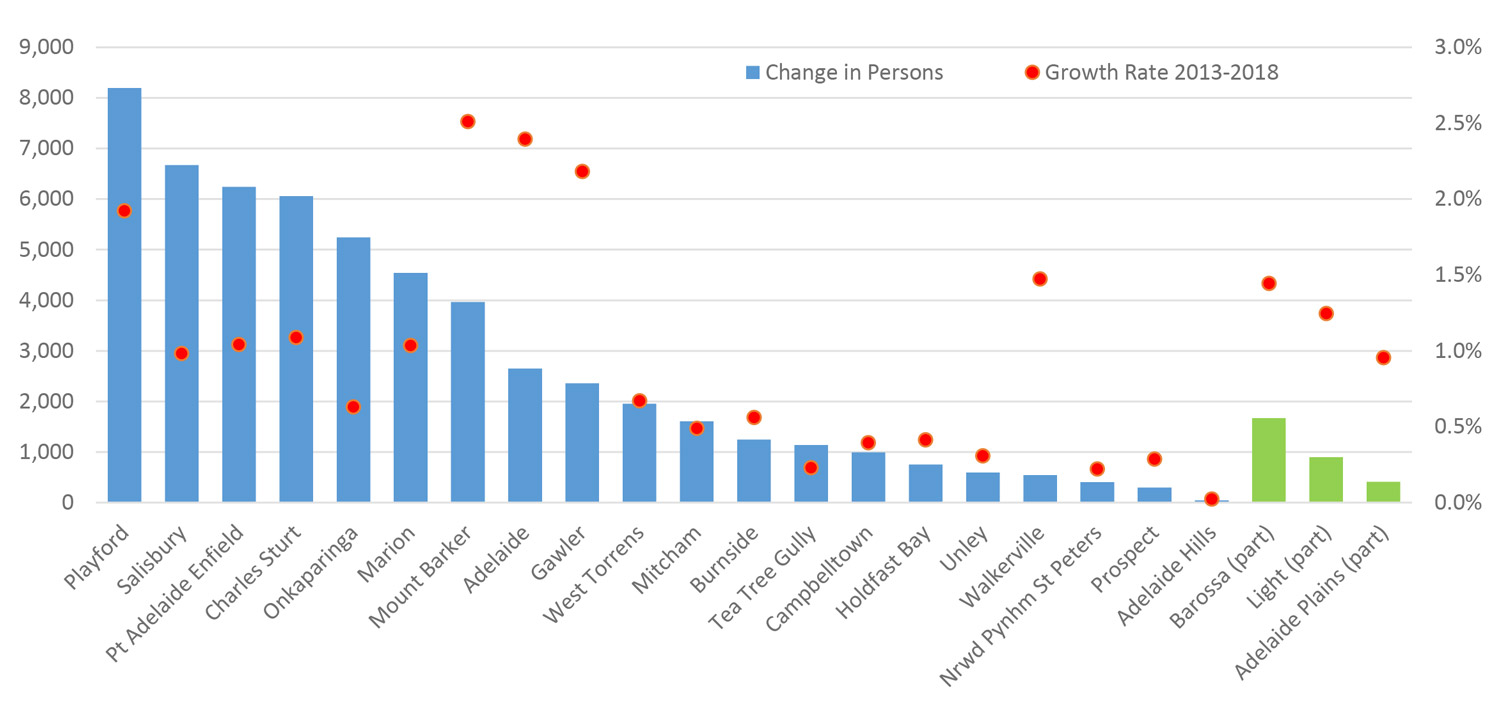 9,000
8,000
7,000
6,000
5,000
4,000
3,000
2,000
1,000
0
3.0%
2.5%
2.0%
1.5%
1.0%
0.5%
0.0%
Change in Persons
Growth Rate 2013-2018
Playford
Salisbury
Pt Adelaide Enfield
Charles Sturt
Onkaparinga
Marion
Mount Barker
Adelaide
Gawler
West Torrens
Mitcham
Burnside
Tea Tree Gully
Campbelltown
Holdfast Bay
Unley
Walkerville
Nrwd Pynhm St Peters
Prospect
Adelaide Hills
Barossa (part)
Light (part)
Adelaide Plains (part)